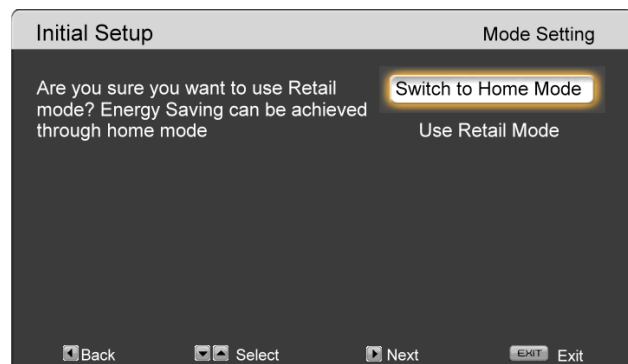 Initial Setup
Mode Setting
Are you sure you want to use Retail
mode? Energy Saving can be achieved
through home mode
Switch to Home Mode
Use Retail Mode
Back Select Next EXIT Exit